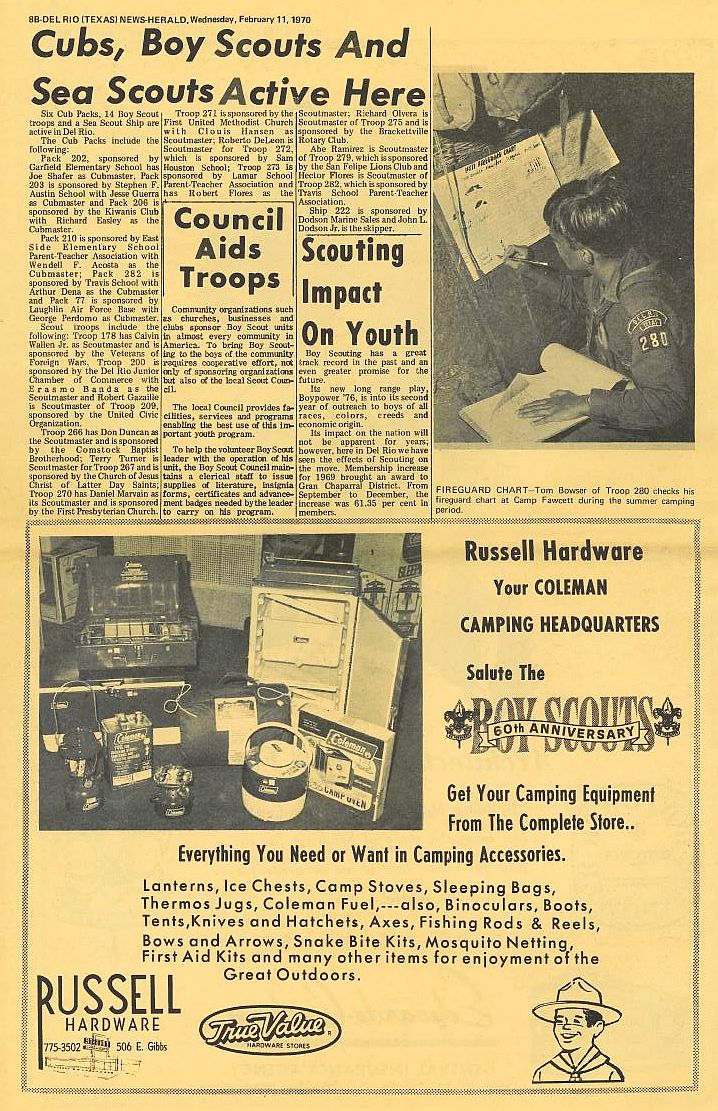 8B-DEL RIO (TEXAS) NEWS-HERALD, Wednesday, February 11, 1970
Cubs, Boy Scouts And
Sea Scouts Active Here
Six Cub Packs, 14 Boy Scout
troops and a Sea Scout Ship are
active in Del Rio.
The Cub Packs include the
following:
Pack 202, sponsored by
Garfield Elementary School has
Joe Shafer as Cubmaster, Pack
203 is sponsored by Stephen F.
Austin School with Jesse Guerra
as Cubmaster and Pack 206 is
sponsored by the Kiwanis Club
with Richard Easley as the
Cubmaster.
Pack 210 is sponsored by East
Side Elementary School
Parent-Teacher Association with
Wendell F. Acosta as the
Cubmaster; Pack 282 is
sponsored by Travis School with
Arthur Dena as the Cubmaster
and Pack 77 is sponsored by
Laughlin Air Force Base with
George Perdomo as Cubmaster.
Scout troops include the
following: Troop 178 has Calvin
Wallen Jr. as Scoutmaster and is
sponsored by the Veterans of
Foreign Wars. Troop 200 is
sponsored by the Del Rio Junior
Chamber of Commerce with
Erasmo Banda as the
Scoutmaster and Robert Gazaille
is Scoutmaster of Troop 209,
sponsored by the United Civic
Organization.
Troop 266 has Don Duncan as
the Scoutmaster and is sponsored
by the Comstock Baptist
Brotherhood; Terry Turner is
Scoutmaster for Troop 267 and is
sponsored by the Church of Jesus
Christ of Latter Day Saints;
Troop 270 has Daniel Marvain as
its Scoutmaster and is sponsored
by the First Presbyterian Church.
Troop 271 is sponsored by the
First United Methodist Church
with Clouis Hansen as
Scoutmaster; Roberto DeLeon is
Scoutmaster for Troop 272,
which is sponsored by Sam
Houston School; Troop 273 is
sponsored by Lamar School
Parent-Teacher Association and
has Robert Flores as the
Scoutmaster; Richard Olvera is
Scoutmaster of Troop 275 and is
sponsored by the Brackettville
Rotary Club.
Abe Ramirez is Scoutmaster
of Troop 279, which is sponsored
by the San Felipe Lions Club and
Hector Flores is Scoutmaster of
Troop 282, which is sponsored by
Travis School Parent-Teacher
Association.
Ship 222 is sponsored by
Dodson Marine Sales and John L.
Dodson Jr. is the skipper.
Council
Aids
Troops
Community organizations such
as churches, businesses and
clubs sponsor Boy Scout units
in almost every community in
America. To bring Boy Scout-
ing to the boys of the community
requires cooperative effort, not
only of sponsoring organizations
but also of the local Scout Coun-
cil.
The local Council provides fa-
cilities, services and programs
enabling the best use of this im-
portant youth program.
To help the volunteer Boy Scout
leader with the operation of his
unit, the Boy Scout Council main-
tains a clerical staff to issue
supplies of literature, insignia
forms, certificates and advance-
ment badges needed by the leader
to carry on his program.
Scouting
Impact
On Youth
Boy Scouting has a great
track record in the past and an
even greater promise for the
future.
Its new long range play,
Boypower '76, is into its second
year of outreach to boys of all
races, colors, creeds and
economic origin.
Its impact on the nation will
not be apparent for years;
however, here in Del Rio we have
seen the effects of Scouting on
the move. Membership increase
for 1969 brought an award to
Gran Chaparral District. From
September to December, the
increase was 61.35 per cent in
members.
UNIT FIREGUARD CHART
DEL RIO
TEXAS
280
FIREGUARD CHART—Tom Bowser of Troop 280 checks his
fireguard chart at Camp Fawcett during the summer camping
period.
Coleman
Coleman
CAMP OVEN
Russell Hardware
Your COLEMAN
CAMPING HEADQUARTERS
Salute The
BOY SCOUTS
60th ANNIVERSARY
Get Your Camping Equipment
From The Complete Store..
Everything You Need or Want in Camping Accessories.
Lanterns, Ice Chests, Camp Stoves, Sleeping Bags,
Thermos Jugs, Coleman Fuel,---also, Binoculars, Boots,
Tents,Knives and Hatchets, Axes, Fishing Rods & Reels,
Bows and Arrows, Snake Bite Kits, Mosquito Netting,
First Aid Kits and many other items for enjoyment of the
Great Outdoors.
RUSSELL
HARDWARE
775-3502 506 E. Gibbs
True Value
HARDWARE STORES